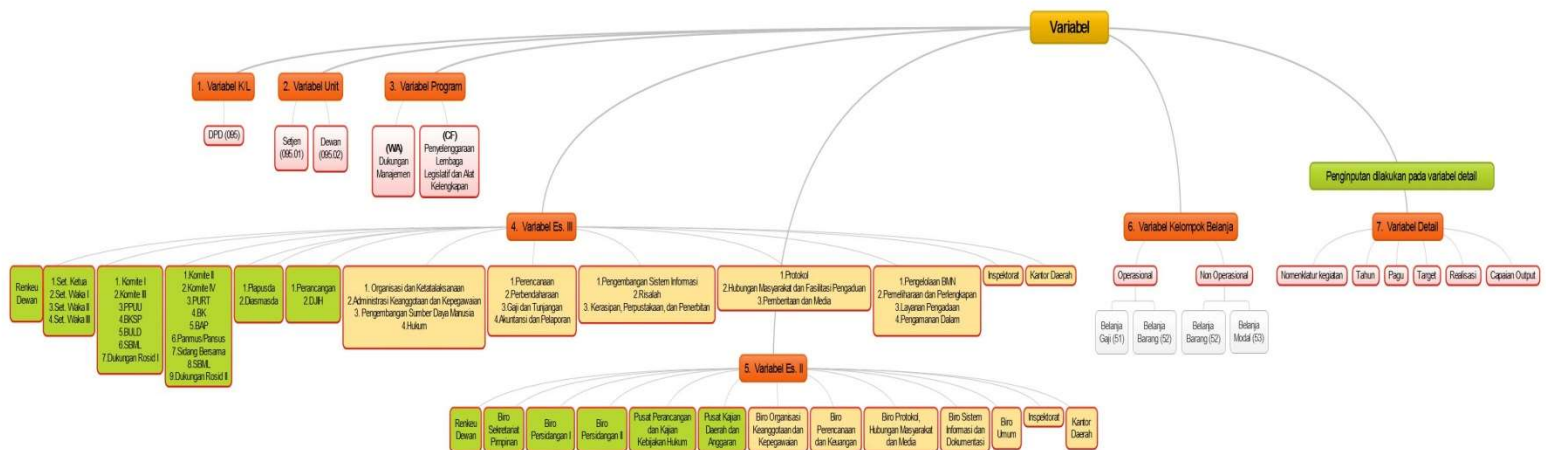 Variabel
1. Variabel K/L
2. Variabel Unit
3. Variabel Program
DPD (095)
Setjen
(095.01)
Dewan
(095.02)
(WA)
Dukungan
Manajemen
(CF)
Penyelenggaraan
Lembaga
Legislatif dan Alat
Kelengkapan
Penginputan dilakukan pada variabel detail
4. Variabel Es. III
6. Variabel Kelompok Belanja
7. Variabel Detail
Renkeu
Dewan
1.Set. Ketua
2.Set. Waka I
3.Set. Waka II
4.Set. Waka III
1. Komite I
2.Komite III
3.PPUU
4.BKSP
5.BULD
6.SBML
7.Dukungan Rosid I
1.Komite II
2.Komite IV
3.PURT
4.BK
5.BAP
6.Panmus/Pansus
7.Sidang Bersama
8.SBML
9.Dukungan Rosid II
1.Papusda
2.Diasmasda
1.Perancangan
2.DJIH
1. Organisasi dan Ketatalaksanaan
2.Administrasi Keanggotaan dan Kepegawaian
3. Pengembangan Sumber Daya Manusia
4.Hukum
1.Perencanaan
2.Perbendaharaan
3.Gaji dan Tunjangan
4.Akuntansi dan Pelaporan
1.Pengembangan Sistem Informasi
2.Risalah
3. Kerasipan, Perpustakaan, dan Penerbitan
1.Protokol
2.Hubungan Masyarakat dan Fasilitasi Pengaduan
3.Pemberitaan dan Media
1.Pengelolaan BMN
2.Pemeliharaan dan Perlengkapan
3.Layanan Pengadaan
4.Pengamanan Dalam
Inspektorat
Kantor Daerah
Operasional
Non Operasional
Belanja
Gaji (51)
Belanja
Barang (52)
Belanja
Barang (52)
Belanja
Modal (53)
Nomenklatur kegiatan
Tahun
Pagu
Target
Realisasi
Capaian Output
5. Variabel Es. II
Renkeu
Dewan
Biro
Sekretariat
Pimpinan
Biro
Persidangan I
Biro
Persidangan II
Pusat Perancangan
dan Kajian
Kebijakan Hukum
Pusat Kajian
Daerah dan
Anggaran
Biro Organisasi
Keanggotaan dan
Kepegawaian
Biro
Perencanaan
dan Keuangan
Biro Protokol,
Hubungan Masyarakat
dan Media
Biro Sistem
Informasi dan
Dokumentasi
Biro
Umum
Inspektorat
Kantor
Daerah